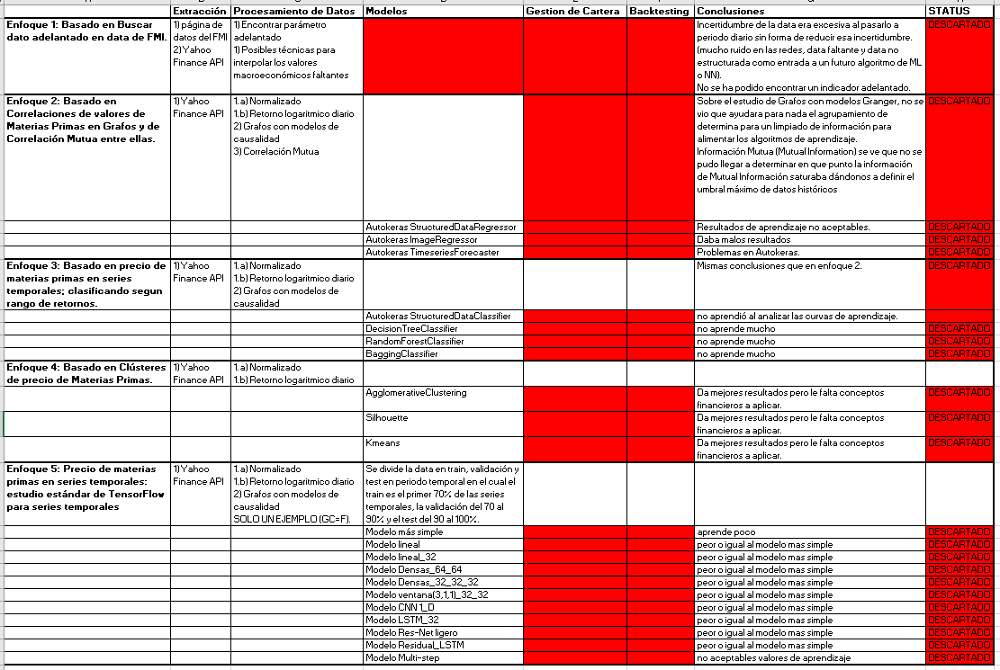 Extracción Procesamiento de Datos Modelos Gestion de Cartera Backtesting Conclusiones STATUS
Enfoque 1: Basado en Buscar
dato adelantado en data de FMI.
1) página de
datos del FMI
2) Yahoo
Finance API
1) Encontrar parámetro
adelantado
1) Posibles técnicas para
interpolar los valores
macroeconómicos faltantes
Incertidumbre de la data era excesiva al pasarlo a
periodo diario sin forma de reducir esa incertidumbre.
(mucho ruido en las redes, data faltante y data no
estructurada como entrada a un futuro algoritmo de ML
o NN).
No se ha podido encontrar un indicador adelantado.
DESCARTADO
Enfoque 2: Basado en
Correlaciones de valores de
Materias Primas en Grafos y de
Correlación Mutua entre ellas.
1) Yahoo
Finance API
1.a) Normalizado
1.b) Retorno logaritmico diario
2) Grafos con modelos de
causalidad
3) Correlación Mutua
Sobre el estudio de Grafos con modelos Granger, no se
vio que ayudara para nada el agrupamiento de
determina para un limpiado de información para
alimentar los algoritmos de aprendizaje.
Información Mutua (Mutual Information) se ve que no se
pudo llegar a determinar en que punto la información
de Mutual Información saturaba dándonos a definir el
umbral máximo de datos históricos
DESCARTADO
Autokeras StructuredDataRegressor Resultados de aprendizaje no aceptables. DESCARTADO
Autokeras ImageRegressor Daba malos resultados DESCARTADO
Autokeras TimeseriesForecaster Problemas en Autokeras. DESCARTADO
Enfoque 3: Basado en precio de
materias primas en series
temporales; clasificando segun
rango de retornos.
1) Yahoo
Finance API
1.a) Normalizado
1.b) Retorno logaritmico diario
2) Grafos con modelos de
causalidad
Mismas conclusiones que en enfoque 2.
DESCARTADO
Autokeras StructuredDataClassifier no aprendió al analizar las curvas de aprendizaje.
DecisionTreeClassifier no aprende mucho DESCARTADO
RandomForestClassifier no aprende mucho DESCARTADO
BaggingClassifier no aprende mucho DESCARTADO
Enfoque 4: Basado en Clústeres
de precio de Materias Primas.
1) Yahoo
Finance API
1.a) Normalizado
1.b) Retorno logaritmico diario
AgglomerativeClustering
Da mejores resultados pero le falta conceptos
financieros a aplicar.
DESCARTADO
Silhouette
Da mejores resultados pero le falta conceptos
financieros a aplicar.
DESCARTADO
Kmeans
Da mejores resultados pero le falta conceptos
financieros a aplicar.
DESCARTADO
Enfoque 5: Precio de materias
primas en series temporales:
estudio estándar de TensorFlow
para series temporales
1) Yahoo
Finance API
1.a) Normalizado
1.b) Retorno logaritmico diario
2) Grafos con modelos de
causalidad
SOLO UN EJEMPLO (GC=F).
Se divide la data en train, validación y
test en periodo temporal en el cual el
train es el primer 70% de las series
temporales, la validación del 70 al
90% y el test del 90 al 100%.
Modelo más simple aprende poco DESCARTADO
Modelo lineal peor o igual al modelo mas simple DESCARTADO
Modelo lineal_32 peor o igual al modelo mas simple DESCARTADO
Modelo Densas_64_64 peor o igual al modelo mas simple DESCARTADO
Modelo Densas_32_32_32 peor o igual al modelo mas simple DESCARTADO
Modelo ventana(3,1,1)_32_32 peor o igual al modelo mas simple DESCARTADO
Modelo CNN 1_D peor o igual al modelo mas simple DESCARTADO
Modelo LSTM_32 peor o igual al modelo mas simple DESCARTADO
Modelo Res-Net ligero peor o igual al modelo mas simple DESCARTADO
Modelo Residual_LSTM peor o igual al modelo mas simple DESCARTADO
Modelo Multi-step no aceptables valores de aprendizaje DESCARTADO